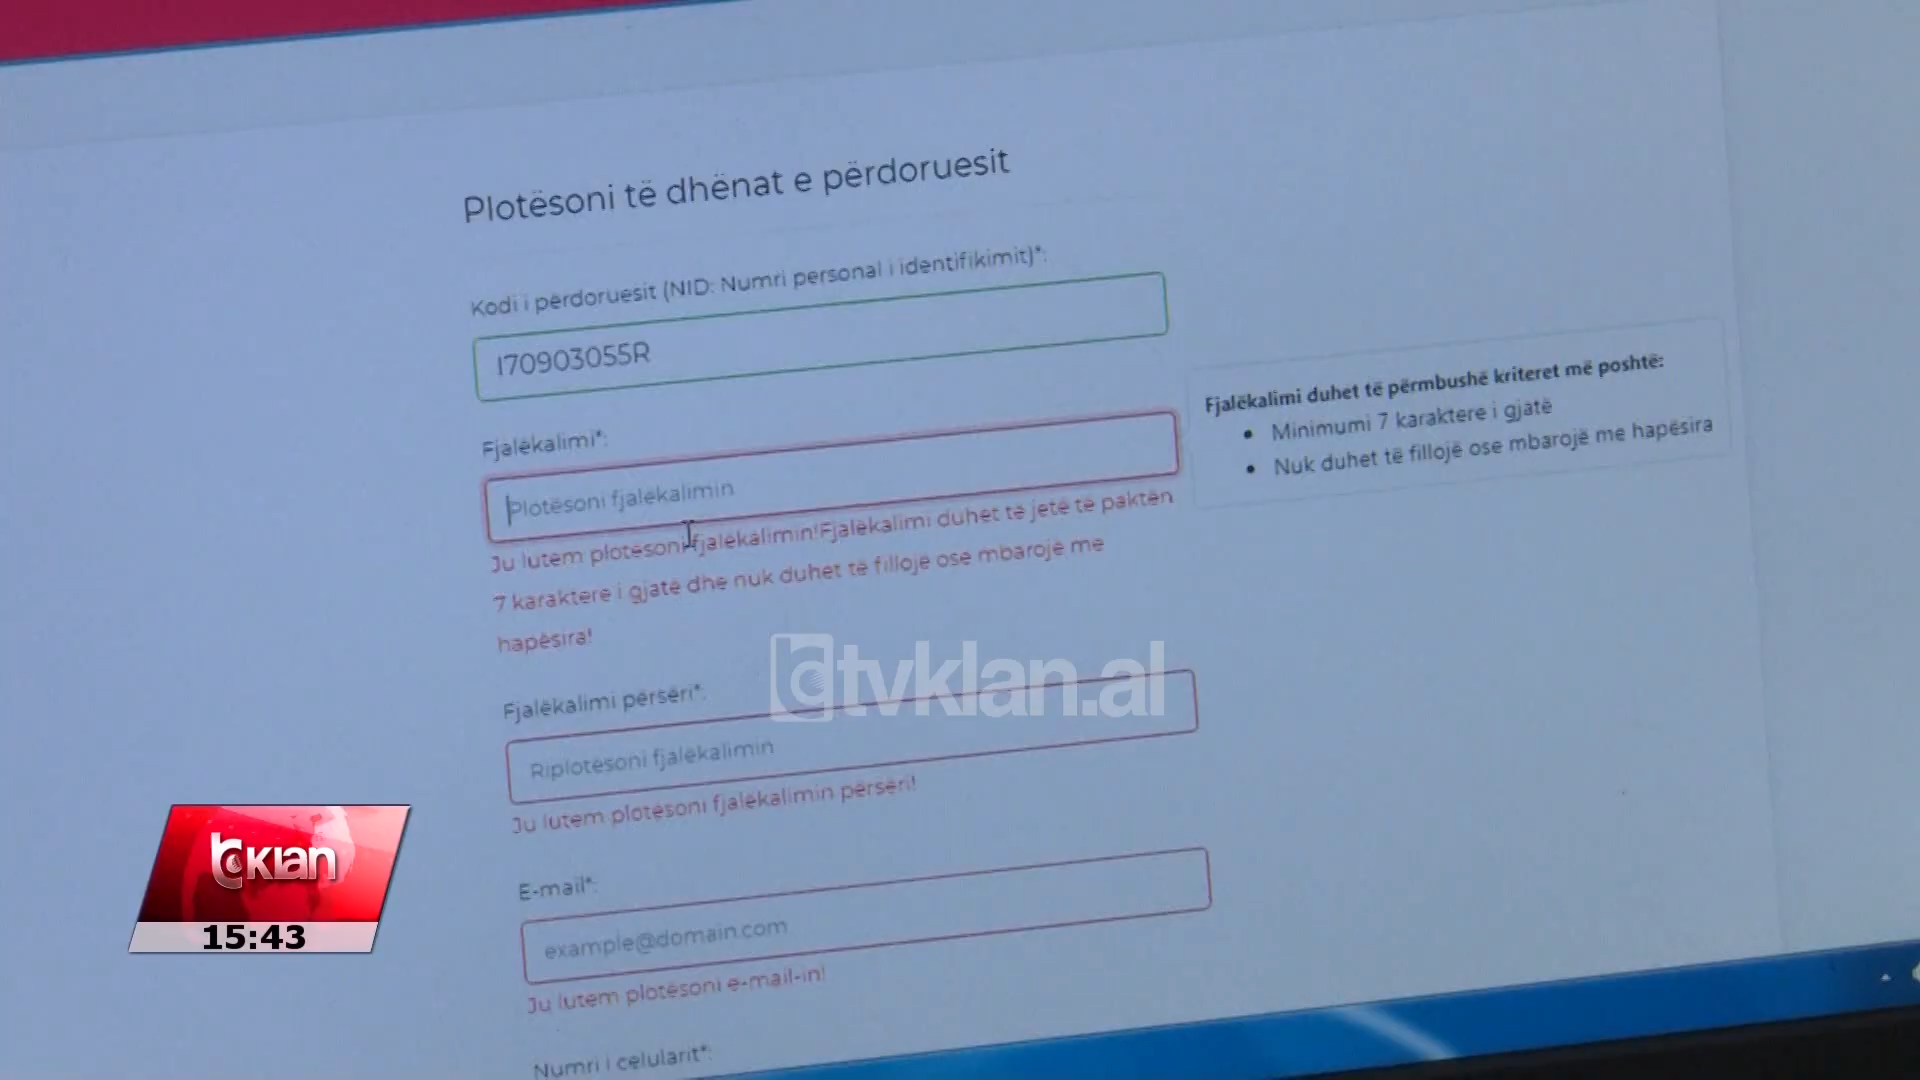 Plotësoni të dhënat e përdoruesit
Kodi i përdoruesit (NID: Numri personal i identifikimit)*:
I70903055R
Fjalëkalimi*:
Plotësoni fjalëkalimin
Ju lutem plotësoni fjalëkalimin!Fjalëkalimi duhet të jetë të paktën
7 karaktere i gjatë dhe nuk duhet të fillojë ose mbarojë me
hapësira!
Fjalëkalimi duhet të përmbushë kriteret më poshtë:
Minimumi 7 karaktere i gjatë
Nuk duhet të fillojë ose mbarojë me hapësira
Fjalëkalimi përsëri*:
Riplotësoni fjalëkalimin
Ju lutem plotësoni fjalëkalimin përsëri!
E-mail*:
example@domain.com
Ju lutem plotësoni e-mail-in!
Numri i celularit*:
tvklan.al
KLAN
15:43